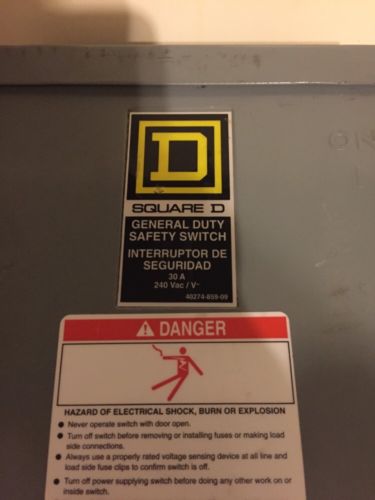 ON
D
SQUARE D
GENERAL DUTY
SAFETY SWITCH
INTERRUPTOR DE
SEGURIDAD
30 A
240 Vac / V~
40274-859-09
DANGER
HAZARD OF ELECTRICAL SHOCK, BURN OR EXPLOSION
● Never operate switch with door open.
● Turn off switch before removing or installing fuses or making load
side connections.
● Always use a properly rated voltage sensing device at all line and
load side fuse clips to confirm switch is off.
● Turn off power supplying switch before doing any other work on or
inside switch.